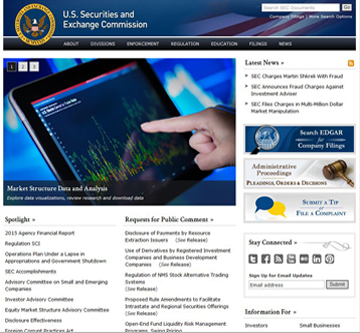 U.S. Securities and
Exchange Commission
Search SEC Documents
Go
Company Filings | More Search Options
ABOUT DIVISIONS ENFORCEMENT REGULATION EDUCATION FILINGS NEWS
1 2 3
Market Structure Data and Analysis
Explore data visualizations, review research and download data
Latest News »
SEC Charges Martin Shkreli With Fraud
SEC Announces Fraud Charges Against
Investment Adviser
SEC Files Charges in Multi-Million Dollar
Market Manipulation
Search EDGAR
for Company Filings
Administrative
Proceedings
PLEADINGS, ORDERS & DECISIONS
SUBMIT A TIP
or FILE A COMPLAINT
Spotlight »
2015 Agency Financial Report
Regulation SCI
Operations Plan Under a Lapse in
Appropriations and Government Shutdown
SEC Accomplishments
Advisory Committee on Small and Emerging
Companies
Investor Advisory Committee
Equity Market Structure Advisory Committee
Disclosure Effectiveness
Foreign Corrupt Practices Act
Requests for Public Comment »
Disclosure of Payments by Resource
Extraction Issuers (See Release)
Use of Derivatives by Registered Investment
Companies and Business Development
Companies (See Release)
Regulation of NMS Stock Alternative Trading
Systems (See Release)
Proposed Rule Amendments to Facilitate
Intrastate and Regional Securities Offerings
(See Release)
Open-End Fund Liquidity Risk Management
Programs, Swing Pricing
Stay Connected »
Sign Up for Email Updates
Email address
Submit
Information For »
Investors Small Businesses